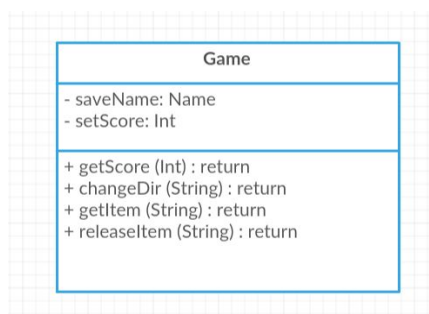 Game
- saveName: Name
- setScore: Int
+ getScore (Int) : return
+ changeDir (String) : return
+ getItem (String) : return
+ releaseItem (String) : return